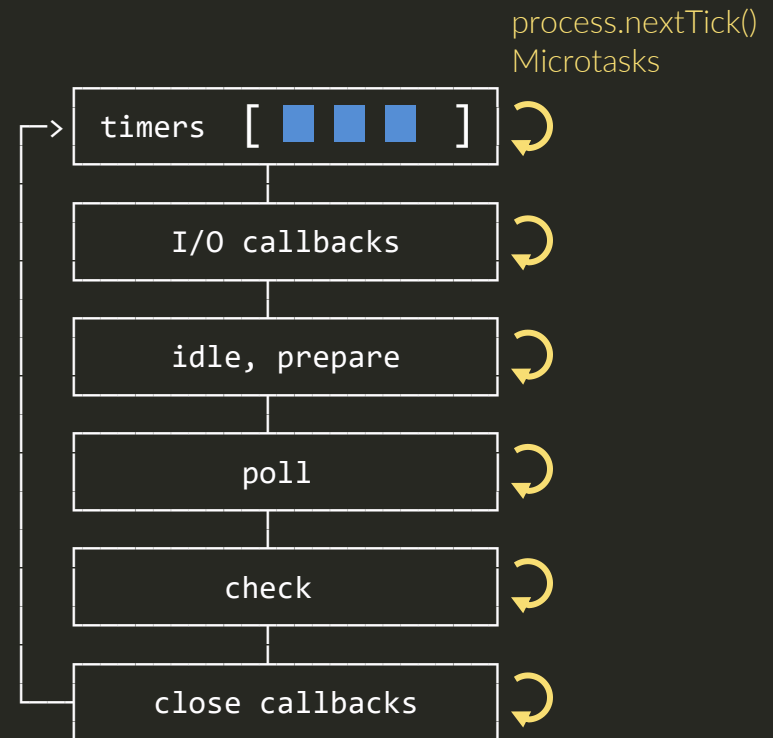 process.nextTick()
Microtasks
timers [ ]
I/O callbacks
idle, prepare
poll
check
close callbacks